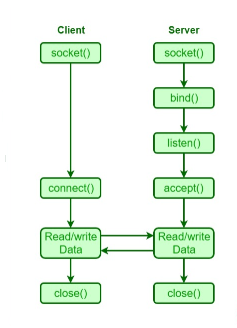 Client
Server
socket()
socket()
bind()
listen()
connect()
accept()
Read/write
Data
Read/write
Data
close()
close()